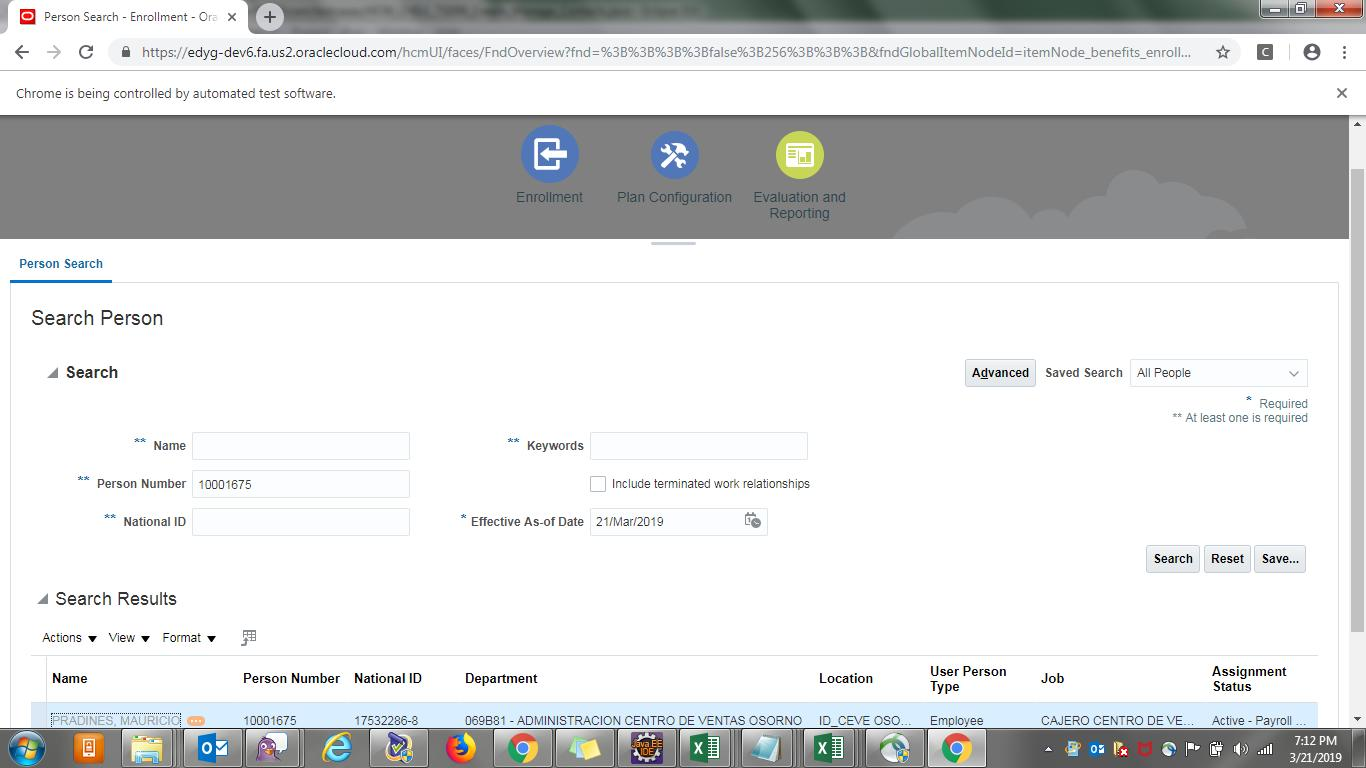 Person Search - Enrollment - Ora
https://edyg-dev6.fa.us2.oraclecloud.com/hcmUI/faces/FndOverview?fnd=%3B%3B%3B%3Bfalse%3B256%3B%3B%3B&fndGlobalItemNodeId=itemNode_benefits_enroll...
C
Chrome is being controlled by automated test software.
Enrollment
Plan Configuration
Evaluation and
Reporting
Person Search
Search Person
Search
Advanced Saved Search All People
* Required
** At least one is required
** Name ** Keywords
** Person Number 10001675 Include terminated work relationships
** National ID * Effective As-of Date 21/Mar/2019
Search Reset Save...
Search Results
Actions View Format
Name Person Number National ID Department Location User Person Type Job Assignment Status
PRADINES, MAURICIO 10001675 17532286-8 069B81 - ADMINISTRACION CENTRO DE VENTAS OSORNO ID_CEVE OSO... Employee CAJERO CENTRO DE VE... Active - Payroll ...
Java EE
IDE
7:12 PM
3/21/2019